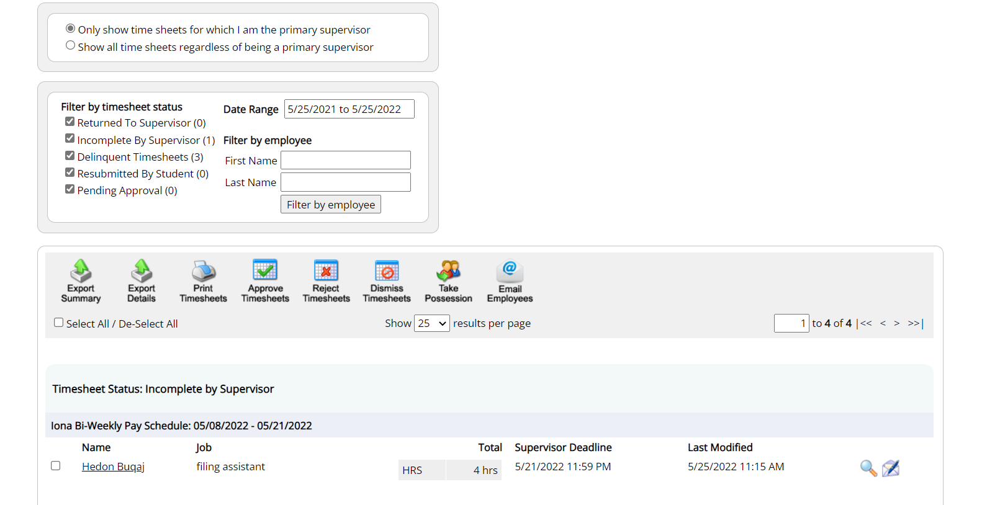 Only show time sheets for which I am the primary supervisor
Show all time sheets regardless of being a primary supervisor
Filter by timesheet status
Returned To Supervisor (0)
Incomplete By Supervisor (1)
Delinquent Timesheets (3)
Resubmitted By Student (0)
Pending Approval (0)
Date Range 5/25/2021 to 5/25/2022
Filter by employee
First Name
Last Name
Filter by employee
Export Summary
Export Details
Print Timesheets
Approve Timesheets
Reject Timesheets
Dismiss Timesheets
Take Possession
Email Employees
Select All / De-Select All
Show 25 results per page
1 to 4 of 4 |<< < > >>|
Timesheet Status: Incomplete by Supervisor
Iona Bi-Weekly Pay Schedule: 05/08/2022 - 05/21/2022
Name Job Total Supervisor Deadline Last Modified
Hedon Buqaj filing assistant HRS 4 hrs 5/21/2022 11:59 PM 5/25/2022 11:15 AM